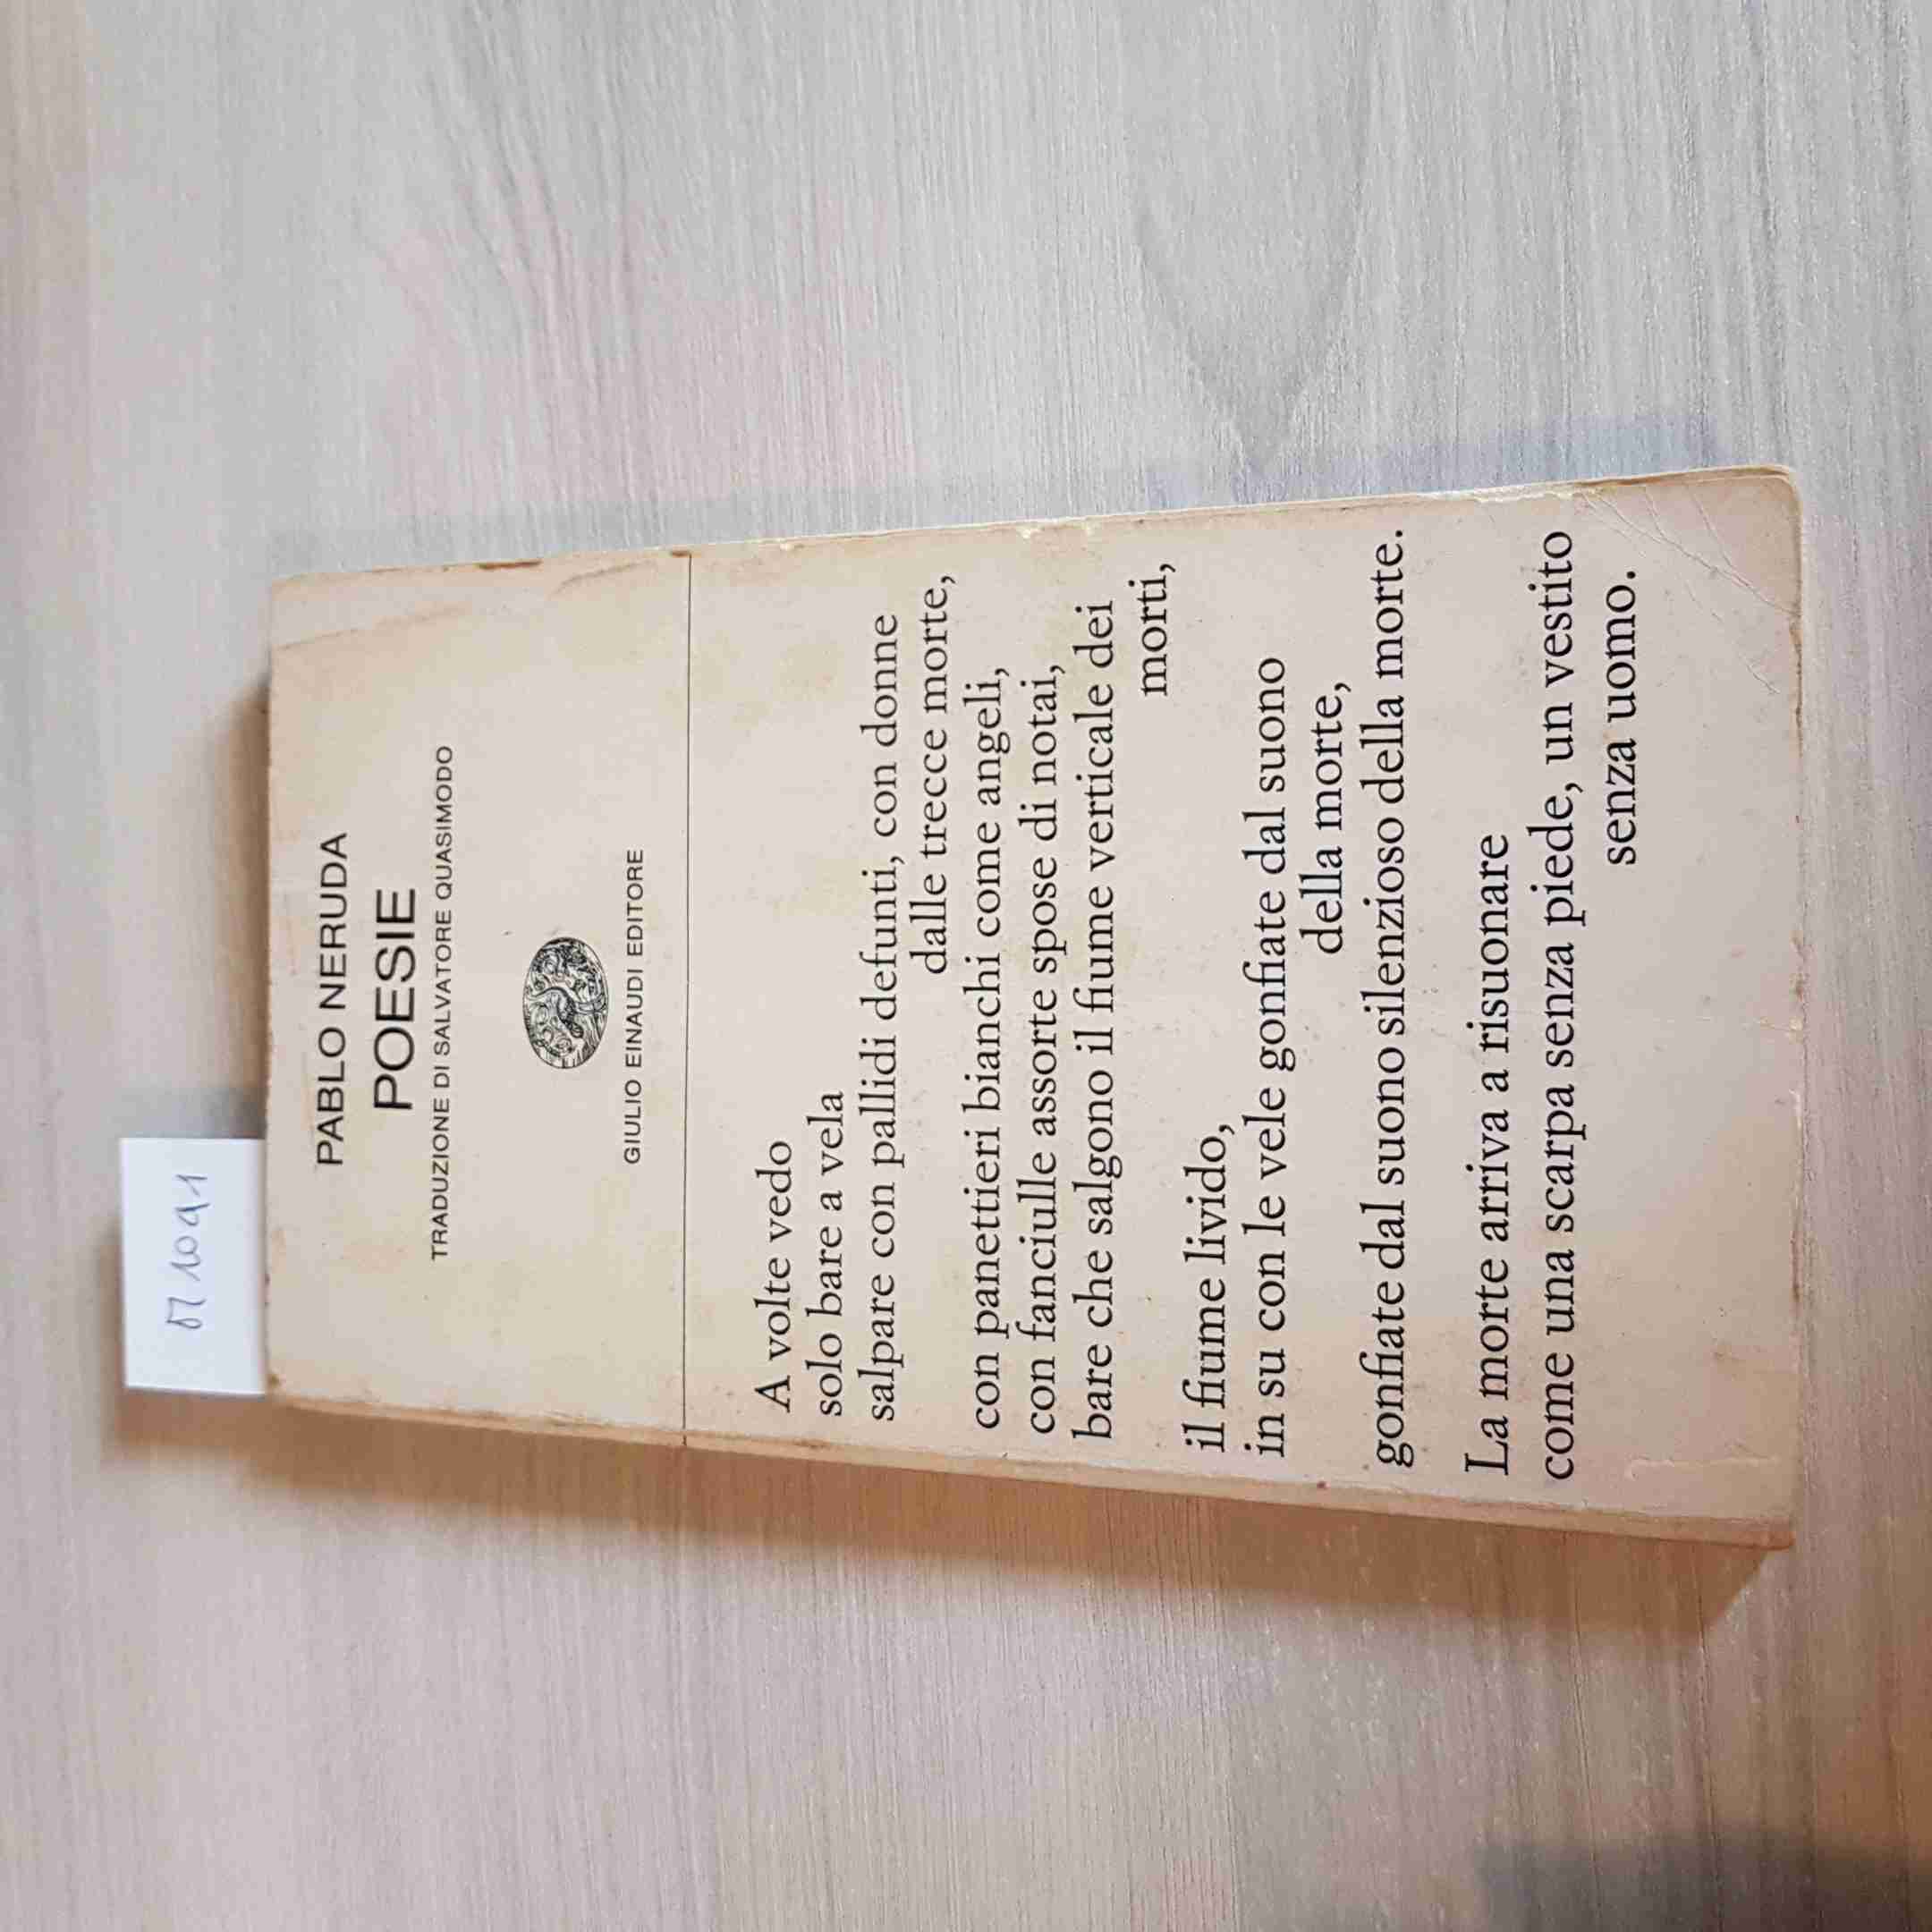 M 1091
PABLO NERUDA
POESIE
TRADUZIONE DI SALVATORE QUASIMODO
GIULIO EINAUDI EDITORE
A volte vedo
solo bare a vela
salpare con pallidi defunti, con donne
dalle trecce morte,
con panettieri bianchi come angeli,
con fanciulle assorte spose di notai,
bare che salgono il fiume verticale dei
morti,
il fiume livido,
in su con le vele gonfiate dal suono
della morte,
gonfiate dal suono silenzioso della morte.
La morte arriva a risuonare
come una scarpa senza piede, un vestito
senza uomo.